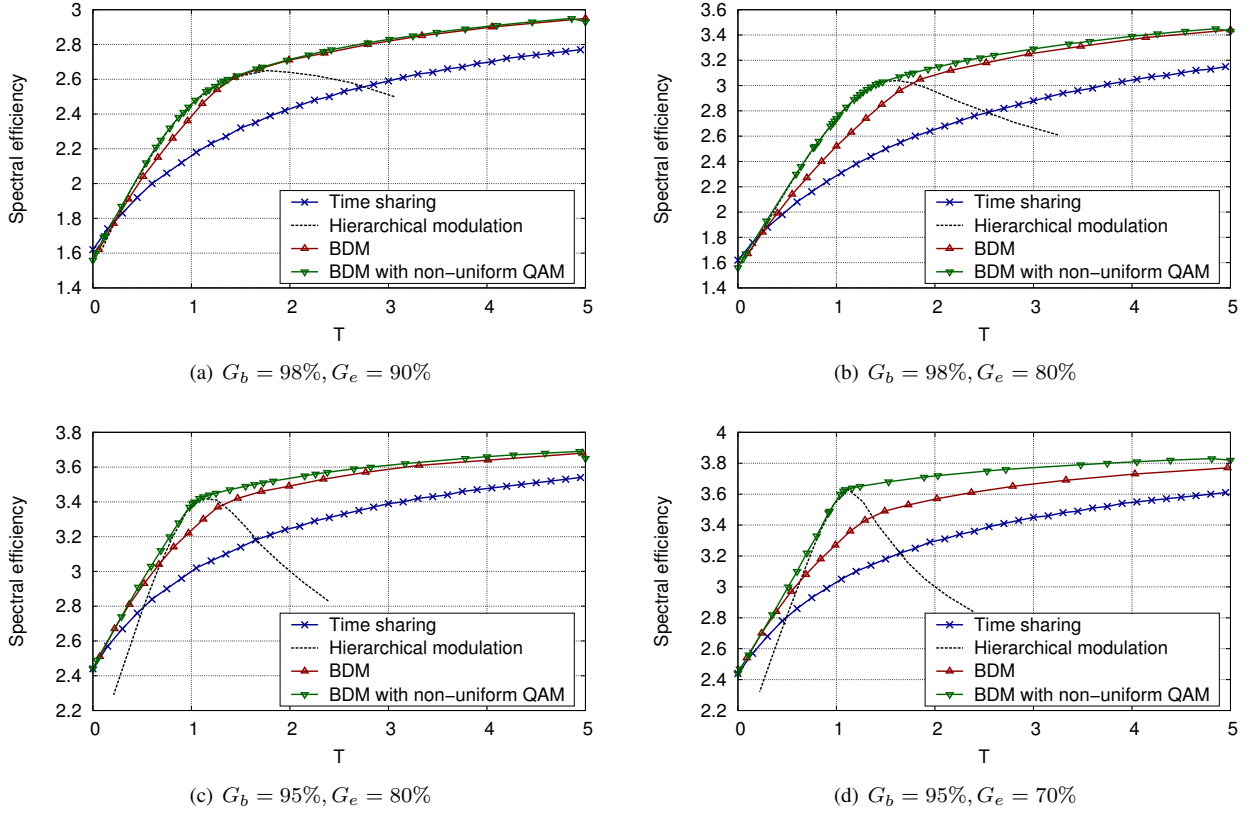 3
2.8
2.6
2.4
2.2
2
1.8
1.6
1.4
Spectral efficiency
Time sharing
Hierarchical modulation
BDM
BDM with non−uniform QAM
0 1 2 3 4 5
T
(a) G_b = 98%, G_e = 90%
3.6
3.4
3.2
3
2.8
2.6
2.4
2.2
2
1.8
1.6
1.4
Spectral efficiency
Time sharing
Hierarchical modulation
BDM
BDM with non−uniform QAM
0 1 2 3 4 5
T
(b) G_b = 98%, G_e = 80%
3.8
3.6
3.4
3.2
3
2.8
2.6
2.4
2.2
Spectral efficiency
Time sharing
Hierarchical modulation
BDM
BDM with non−uniform QAM
0 1 2 3 4 5
T
(c) G_b = 95%, G_e = 80%
4
3.8
3.6
3.4
3.2
3
2.8
2.6
2.4
2.2
Spectral efficiency
Time sharing
Hierarchical modulation
BDM
BDM with non−uniform QAM
0 1 2 3 4 5
T
(d) G_b = 95%, G_e = 70%